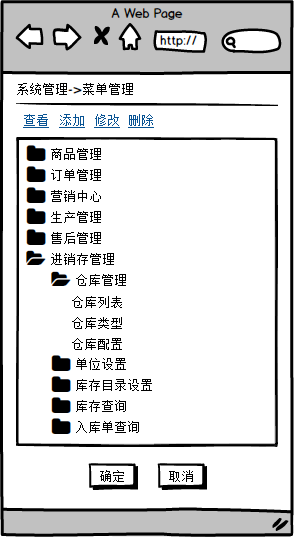 A Web Page
http://
系统管理->菜单管理
查看 添加 修改 删除
商品管理
订单管理
营销中心
生产管理
售后管理
进销存管理
仓库管理
仓库列表
仓库类型
仓库配置
单位设置
库存目录设置
库存查询
入库单查询
确定 取消